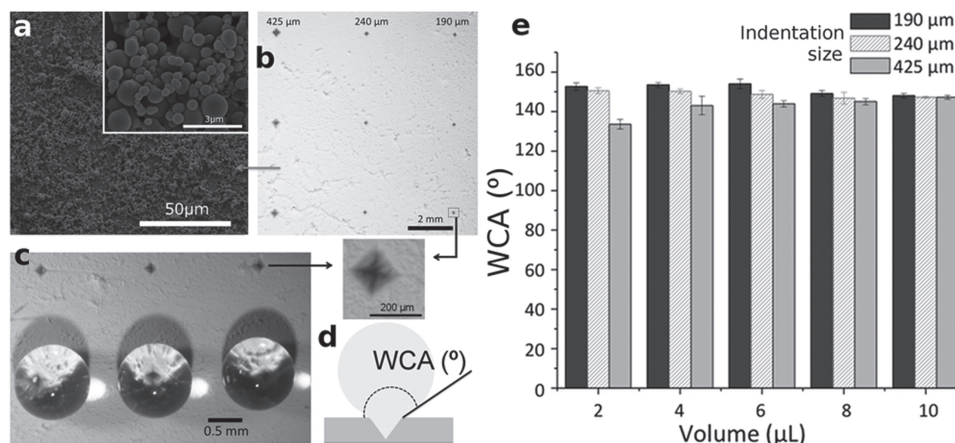 a
3µm
50µm
b
425 µm 240 µm 190 µm
2 mm
c
0.5 mm
200 µm
d
WCA (º)
e
Indentation size
190 µm
240 µm
425 µm
WCA (º)
160
140
120
100
80
60
40
20
0
2 4 6 8 10
Volume (µL)